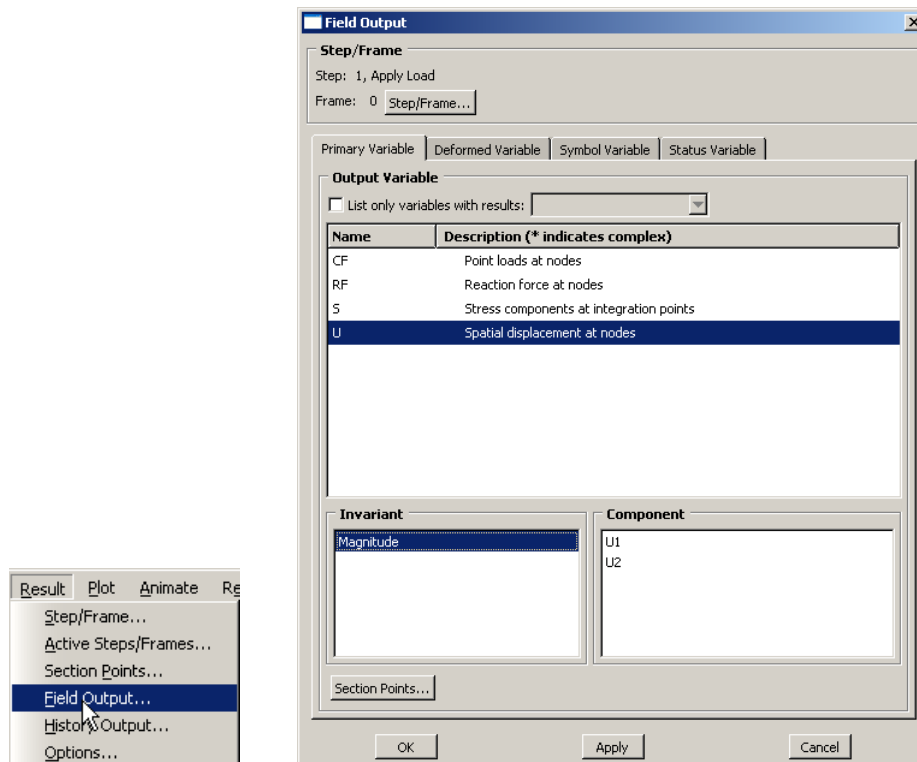 Field Output
Step/Frame
Step: 1, Apply Load
Frame: 0 Step/Frame...
Primary Variable Deformed Variable Symbol Variable Status Variable
Output Variable
List only variables with results:
Name Description (* indicates complex)
CF Point loads at nodes
RF Reaction force at nodes
S Stress components at integration points
U Spatial displacement at nodes
Invariant Component
Magnitude U1
U2
Section Points...
OK Apply Cancel
Result Plot Animate Re
Step/Frame...
Active Steps/Frames...
Section Points...
Field Output...
History Output...
Options...